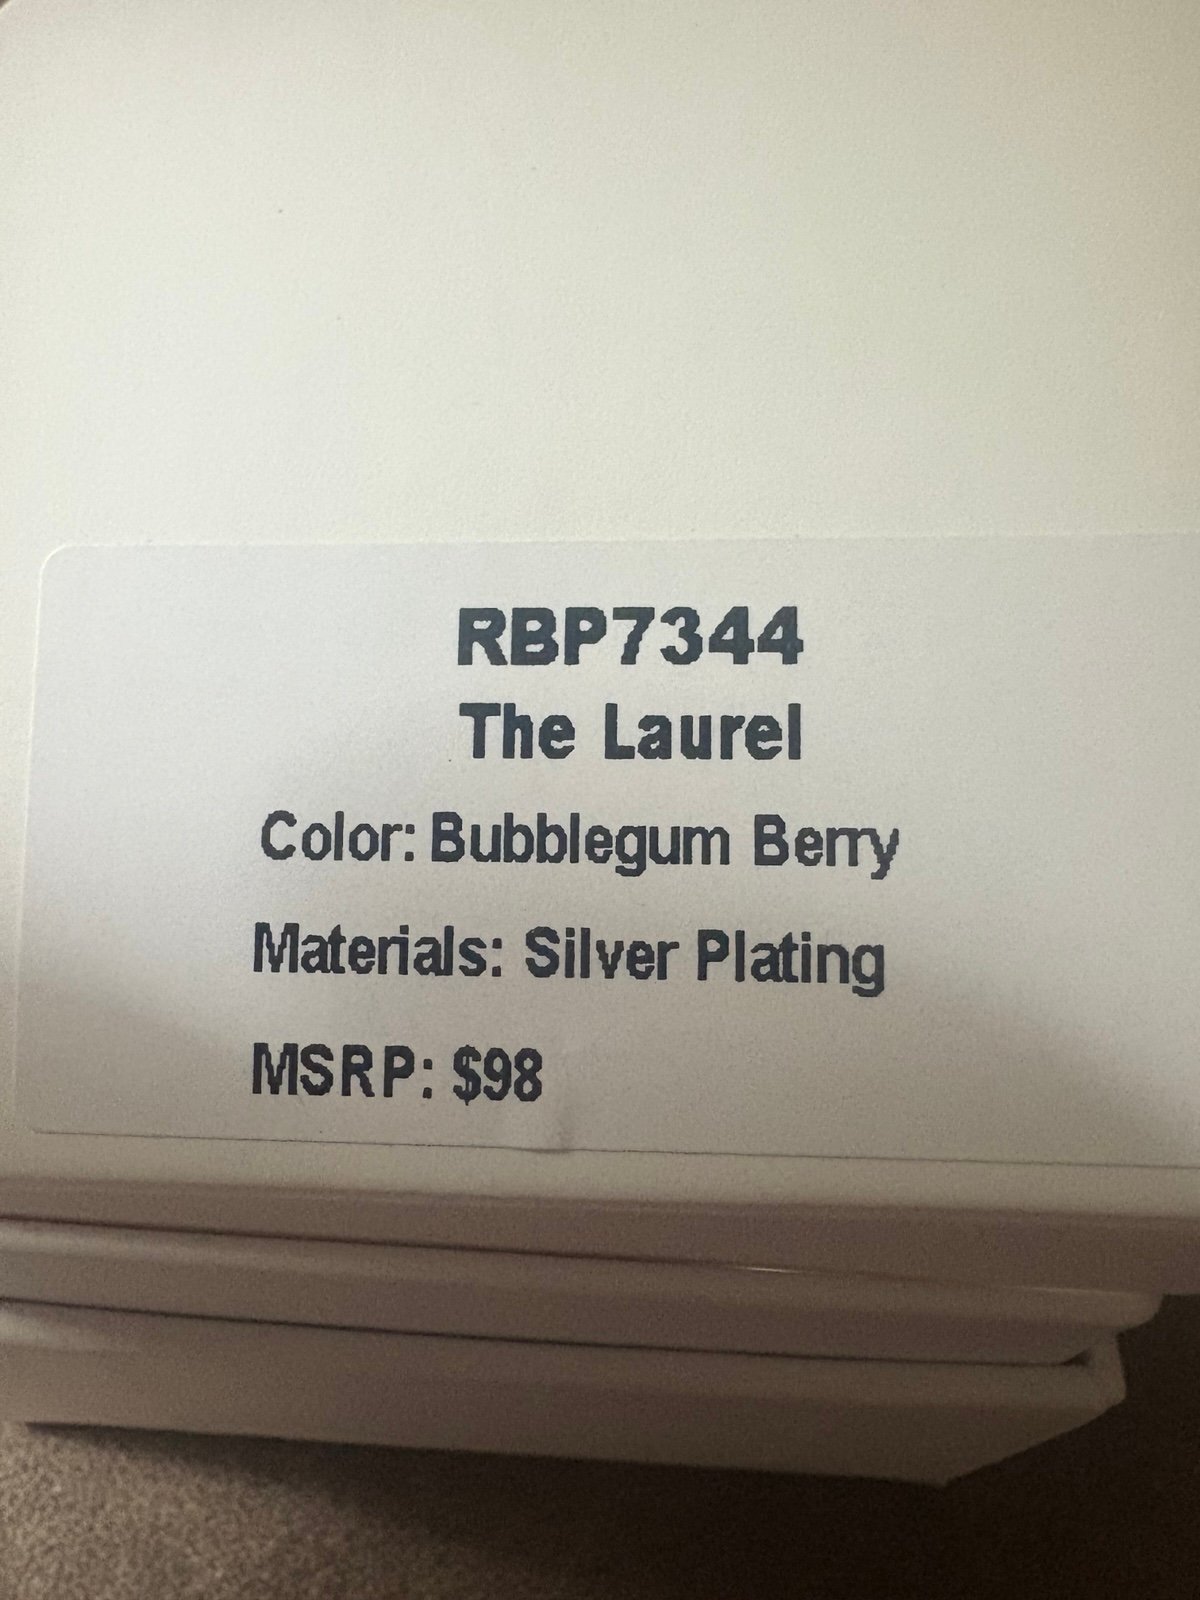 RBP7344
The Laurel
Color: Bubblegum Berry
Materials: Silver Plating
MSRP: $98